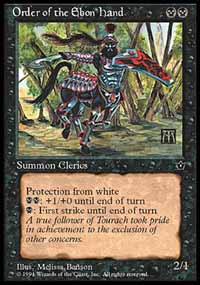 Order of the Ebon Hand
Summon Clerics
Protection from white
: +1/+0 until end of turn
: First strike until end of turn
A true follower of Tourach took pride
in achievement to the exclusion of
other concerns.
Illus. Melissa Benson
© 1994 Wizards of the Coast, Inc. All rights reserved.
2/1